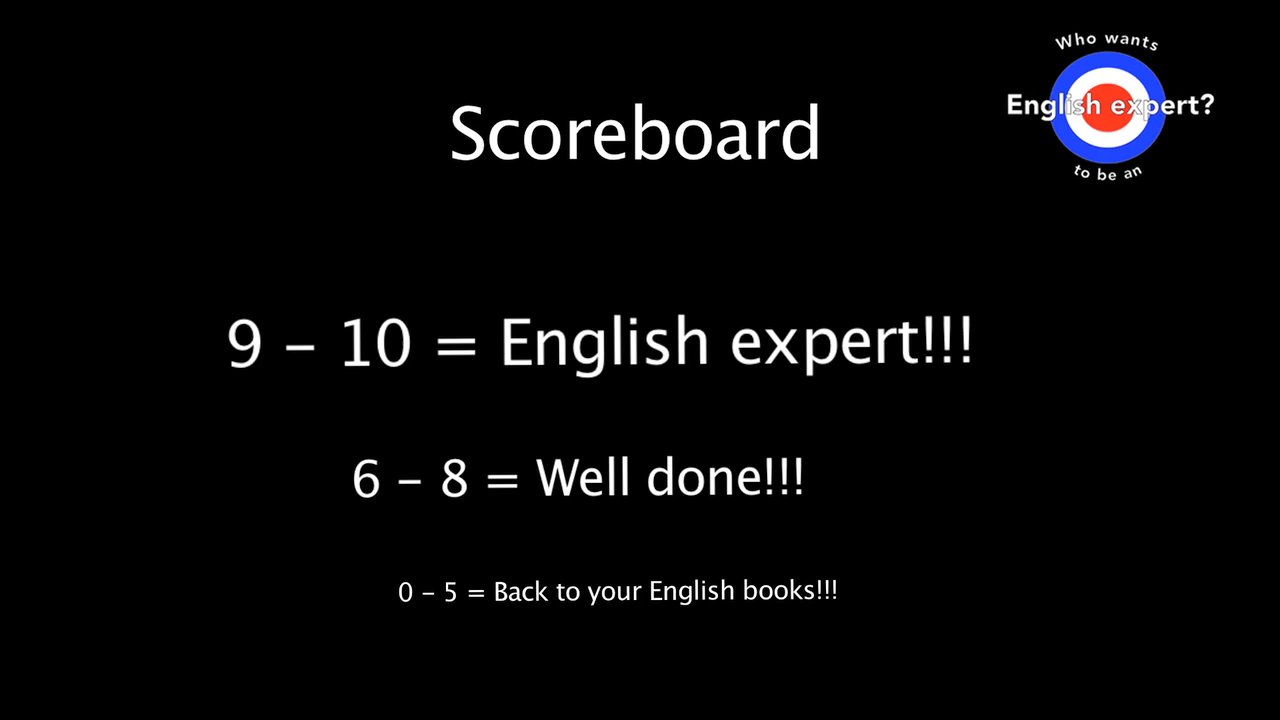 Who wants
English expert?
to be an
Scoreboard
9 – 10 = English expert!!!
6 – 8 = Well done!!!
0 – 5 = Back to your English books!!!